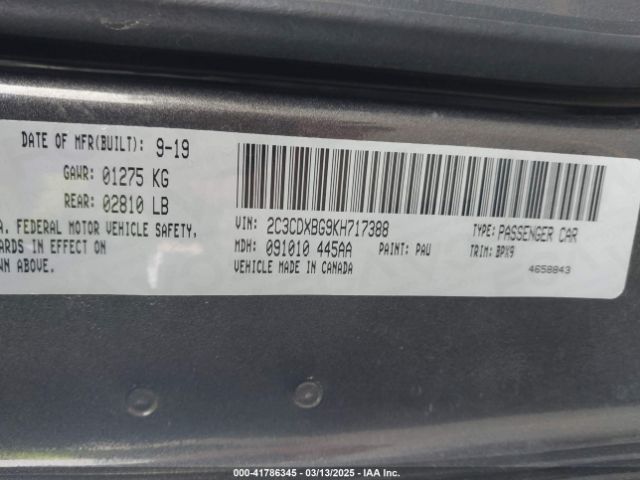 DATE OF MFR(BUILT): 9-19
GAWR: 01275 KG
REAR: 02810 LB
A. FEDERAL MOTOR VEHICLE SAFETY,
ARDS IN EFFECT ON
WN ABOVE.
VIN: 2C3CDXBG9KH717388
TYPE: PASSENGER CAR
MDH: 091010 445AA PAINT: PAU
TRIM: BPX9
VEHICLE MADE IN CANADA
4658843
000-41786345 | 03/13/2025 - IAA Inc.